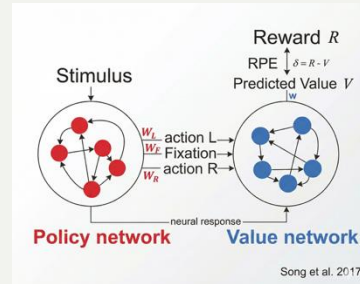 Reward R
RPE δ = R - V
Predicted Value V
w
Stimulus
W_L action L
W_F Fixation
W_R action R
neural response
Policy network
Value network
Song et al. 2017